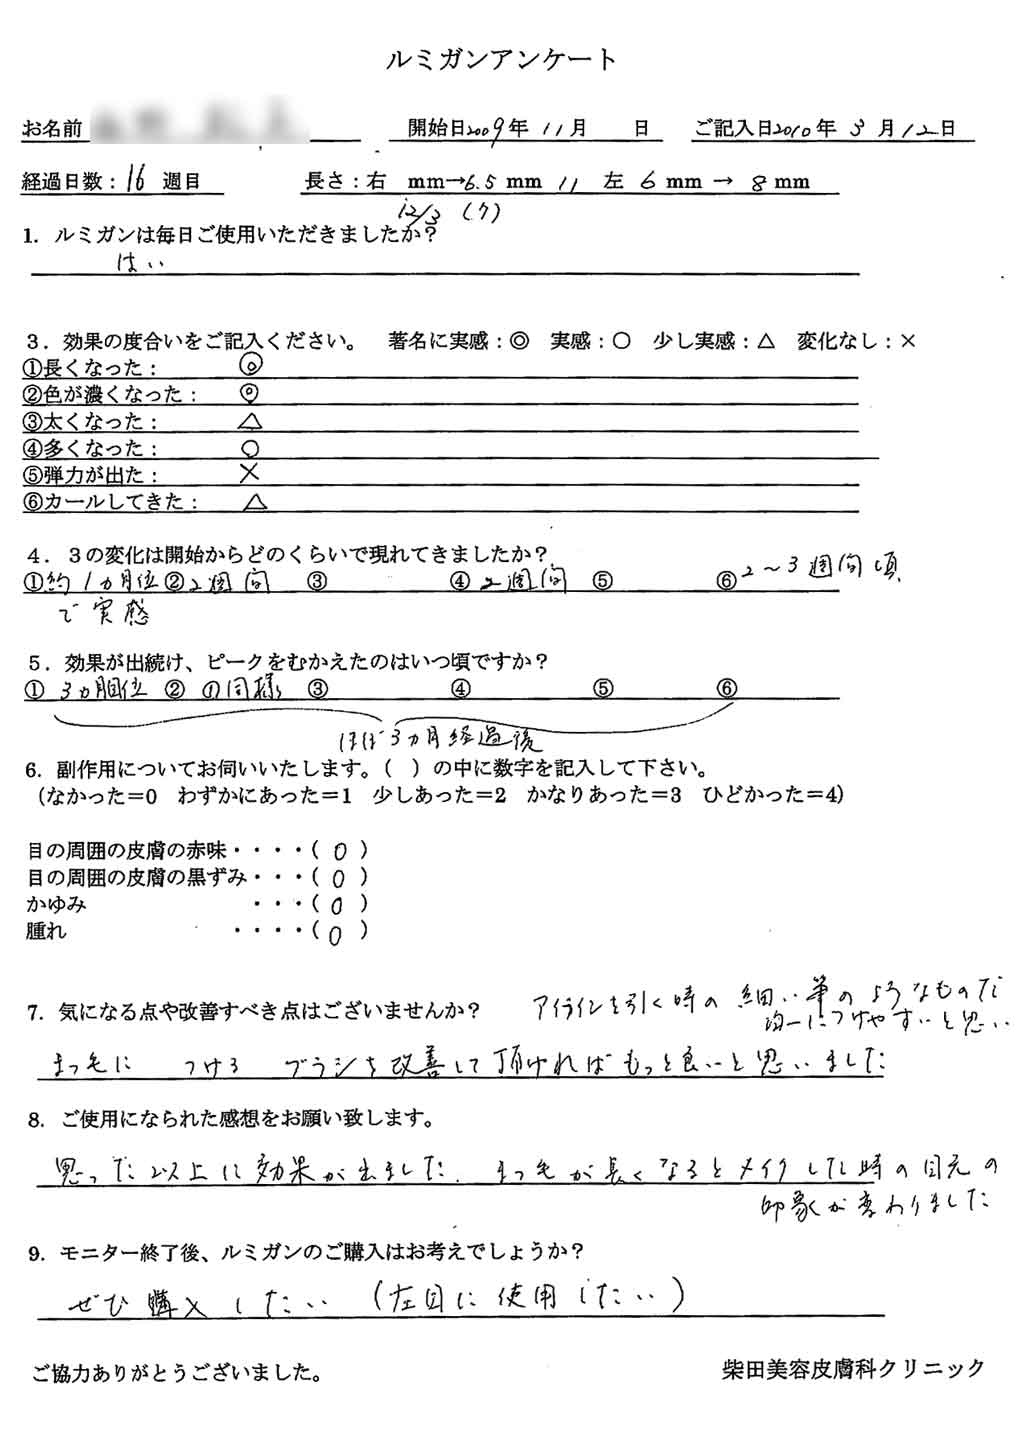 ルミガンアンケート
お名前 開始日2009年 11月 日 ご記入日2010年 3月12日
経過日数：16 週目 長さ：右 mm→6.5 mm 11 左 6 mm → 8 mm
12/3 (7)
1. ルミガンは毎日ご使用いただきましたか？
はい
3．効果の度合いをご記入ください。 著名に実感：◎ 実感：○ 少し実感：△ 変化なし：×
①長くなった： ◎
②色が濃くなった： ◎
③太くなった： △
④多くなった： ○
⑤弾力が出た： ×
⑥カールしてきた： △
4．3の変化は開始からどのくらいで現れてきましたか？
①約1ヵ月位 ②2週間 ③ ④2週間 ⑤ ⑥2～3週間頃
で実感
5．効果が出続け、ピークをむかえたのはいつ頃ですか？
① 3ヵ月位 ② ①同様 ③ ④ ⑤ ⑥
ほぼ3ヵ月経過後
6. 副作用についてお伺いいたします。（ ）の中に数字を記入して下さい。
（なかった＝0 わずかにあった＝1 少しあった＝2 かなりあった＝3 ひどかった＝4）
目の周囲の皮膚の赤味・・・・（ 0 ）
目の周囲の皮膚の黒ずみ・・・（ 0 ）
かゆみ ・・・（ 0 ）
腫れ ・・・・（ 0 ）
7. 気になる点や改善すべき点はございませんか？ アイラインを引く時の細い筆のようなものだと
均一につけやすいと思い
まつ毛に つける ブラシを改善して頂ければもっと良いと思いました
8. ご使用になられた感想をお願い致します。
思った以上に効果が出ました. まつ毛が長くなるとメイクした時の目元の
印象が変わりました
9. モニター終了後、ルミガンのご購入はお考えでしょうか？
ぜひ購入したい （左目に使用したい）
ご協力ありがとうございました。 柴田美容皮膚科クリニック